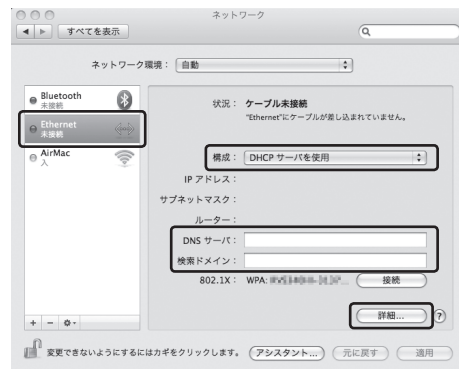 ネットワーク
すべてを表示
ネットワーク環境： 自動
Bluetooth
未接続
Ethernet
未接続
AirMac
入
状況： ケーブル未接続
"Ethernet"にケーブルが差し込まれていません。
構成： DHCP サーバを使用
IP アドレス：
サブネットマスク：
ルーター：
DNS サーバ：
検索ドメイン：
802.1X： WPA: 接続
詳細... ?
変更できないようにするにはカギをクリックします。 アシスタント... 元に戻す 適用